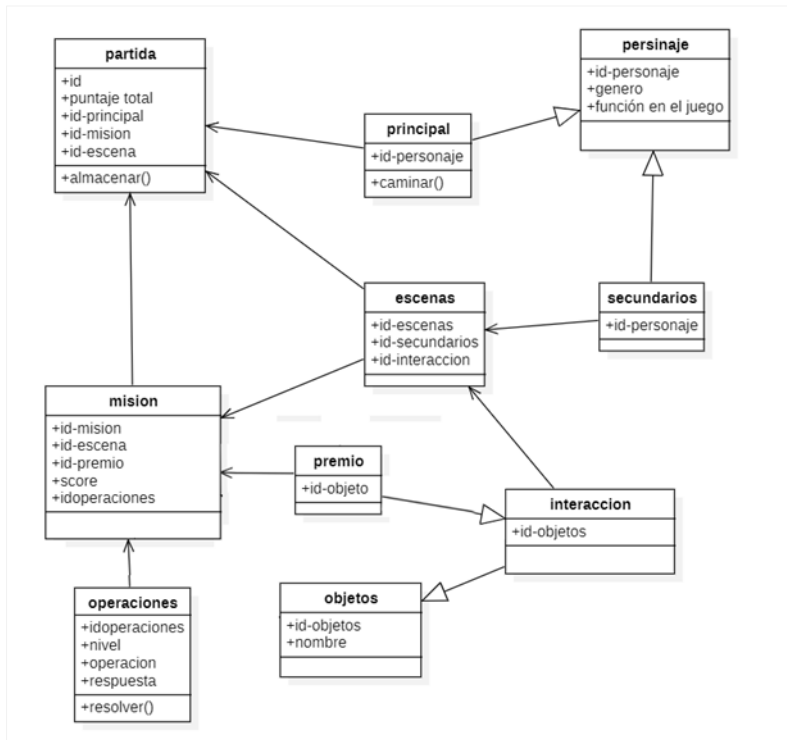 partida
+id
+puntaje total
+id-principal
+id-mision
+id-escena
+almacenar()
persinaje
+id-personaje
+genero
+función en el juego
principal
+id-personaje
+caminar()
escenas
+id-escenas
+id-secundarios
+id-interaccion
secundarios
+id-personaje
mision
+id-mision
+id-escena
+id-premio
+score
+idoperaciones
premio
+id-objeto
interaccion
+id-objetos
operaciones
+idoperaciones
+nivel
+operacion
+respuesta
+resolver()
objetos
+id-objetos
+nombre